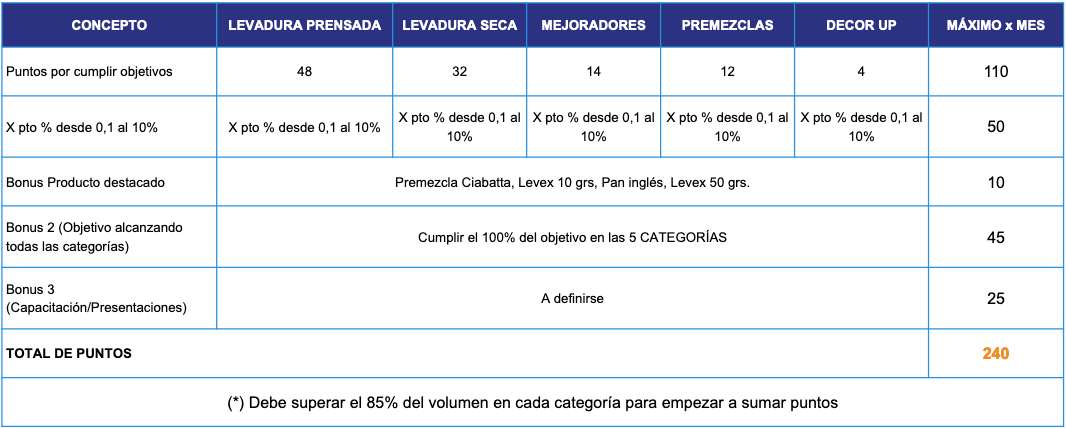 CONCEPTO LEVADURA PRENSADA LEVADURA SECA MEJORADORES PREMEZCLAS DECOR UP MÁXIMO x MES
Puntos por cumplir objetivos 48 32 14 12 4 110
X pto % desde 0,1 al 10% X pto % desde 0,1 al 10% X pto % desde 0,1 al X pto % desde 0,1 al X pto % desde 0,1 al X pto % desde 0,1 al 50
10% 10% 10% 10%
Bonus Producto destacado Premezcla Ciabatta, Levex 10 grs, Pan inglés, Levex 50 grs. 10
Bonus 2 (Objetivo alcanzando
todas las categorías) Cumplir el 100% del objetivo en las 5 CATEGORÍAS 45
Bonus 3
(Capacitación/Presentaciones) A definirse 25
TOTAL DE PUNTOS 240
(*) Debe superar el 85% del volumen en cada categoría para empezar a sumar puntos